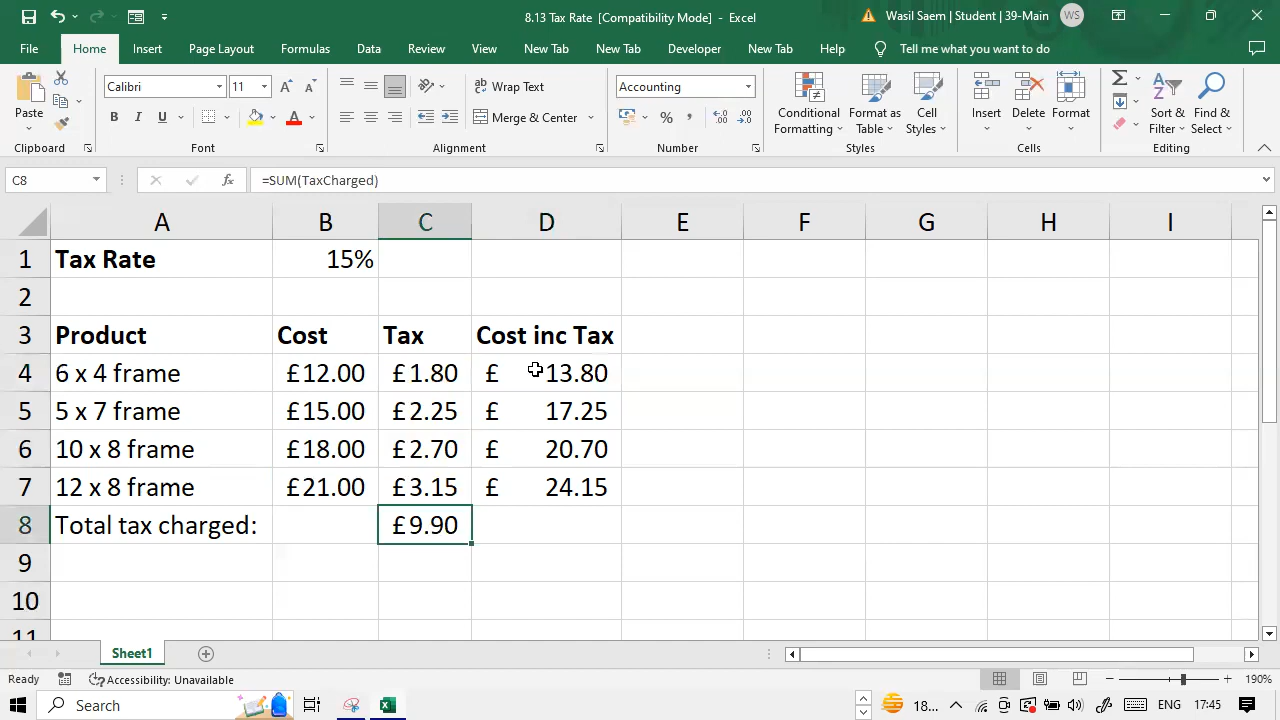 8.13 Tax Rate [Compatibility Mode] - Excel
Wasil Saem | Student | 39-Main
WS
File Home Insert Page Layout Formulas Data Review View New Tab New Tab Developer New Tab Help Tell me what you want to do
Paste
Calibri 11
B I U
Wrap Text
Merge & Center
Accounting
%
Conditional Formatting
Format as Table
Cell Styles
Insert Delete Format
Sort & Filter
Find & Select
Clipboard Font Alignment Number Styles Cells Editing
C8 fx =SUM(TaxCharged)
A B C D E F G H I
1 Tax Rate 15%
2
3 Product Cost Tax Cost inc Tax
4 6 x 4 frame £12.00 £1.80 £ 13.80
5 5 x 7 frame £15.00 £2.25 £ 17.25
6 10 x 8 frame £18.00 £2.70 £ 20.70
7 12 x 8 frame £21.00 £3.15 £ 24.15
8 Total tax charged: £9.90
9
10
11
Sheet1
Ready Accessibility: Unavailable 190%
Search 18... ENG 17:45